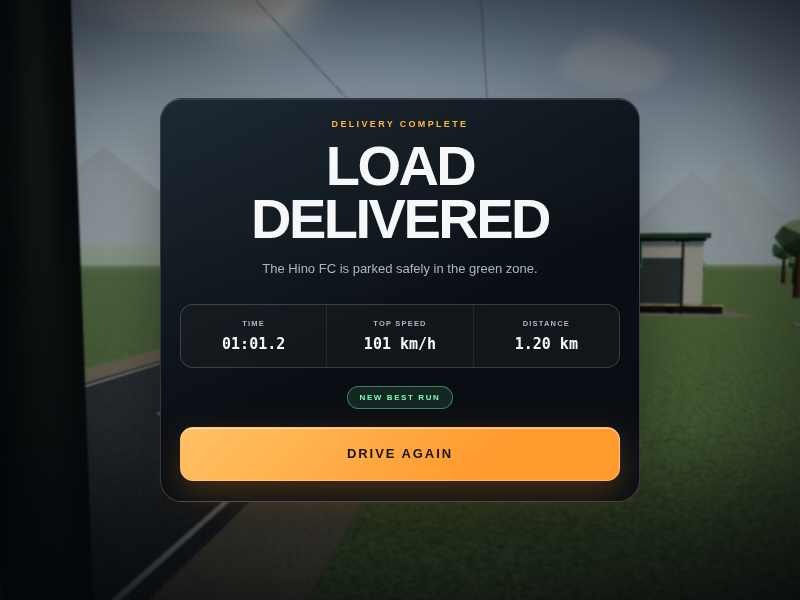 DELIVERY COMPLETE
LOAD
DELIVERED
The Hino FC is parked safely in the green zone.
TIME
01:01.2
TOP SPEED
101 km/h
DISTANCE
1.20 km
NEW BEST RUN
DRIVE AGAIN